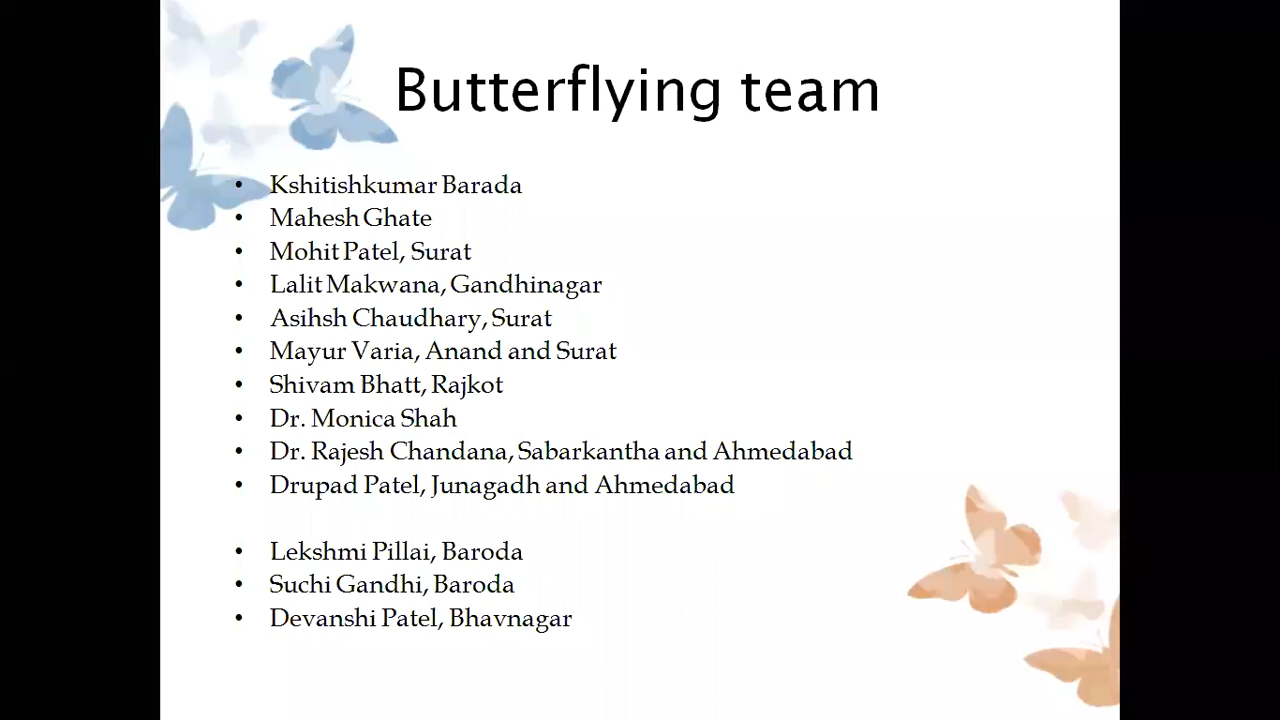 Butterflying team
• Kshitishkumar Barada
• Mahesh Ghate
• Mohit Patel, Surat
• Lalit Makwana, Gandhinagar
• Asihsh Chaudhary, Surat
• Mayur Varia, Anand and Surat
• Shivam Bhatt, Rajkot
• Dr. Monica Shah
• Dr. Rajesh Chandana, Sabarkantha and Ahmedabad
• Drupad Patel, Junagadh and Ahmedabad
• Lekshmi Pillai, Baroda
• Suchi Gandhi, Baroda
• Devanshi Patel, Bhavnagar